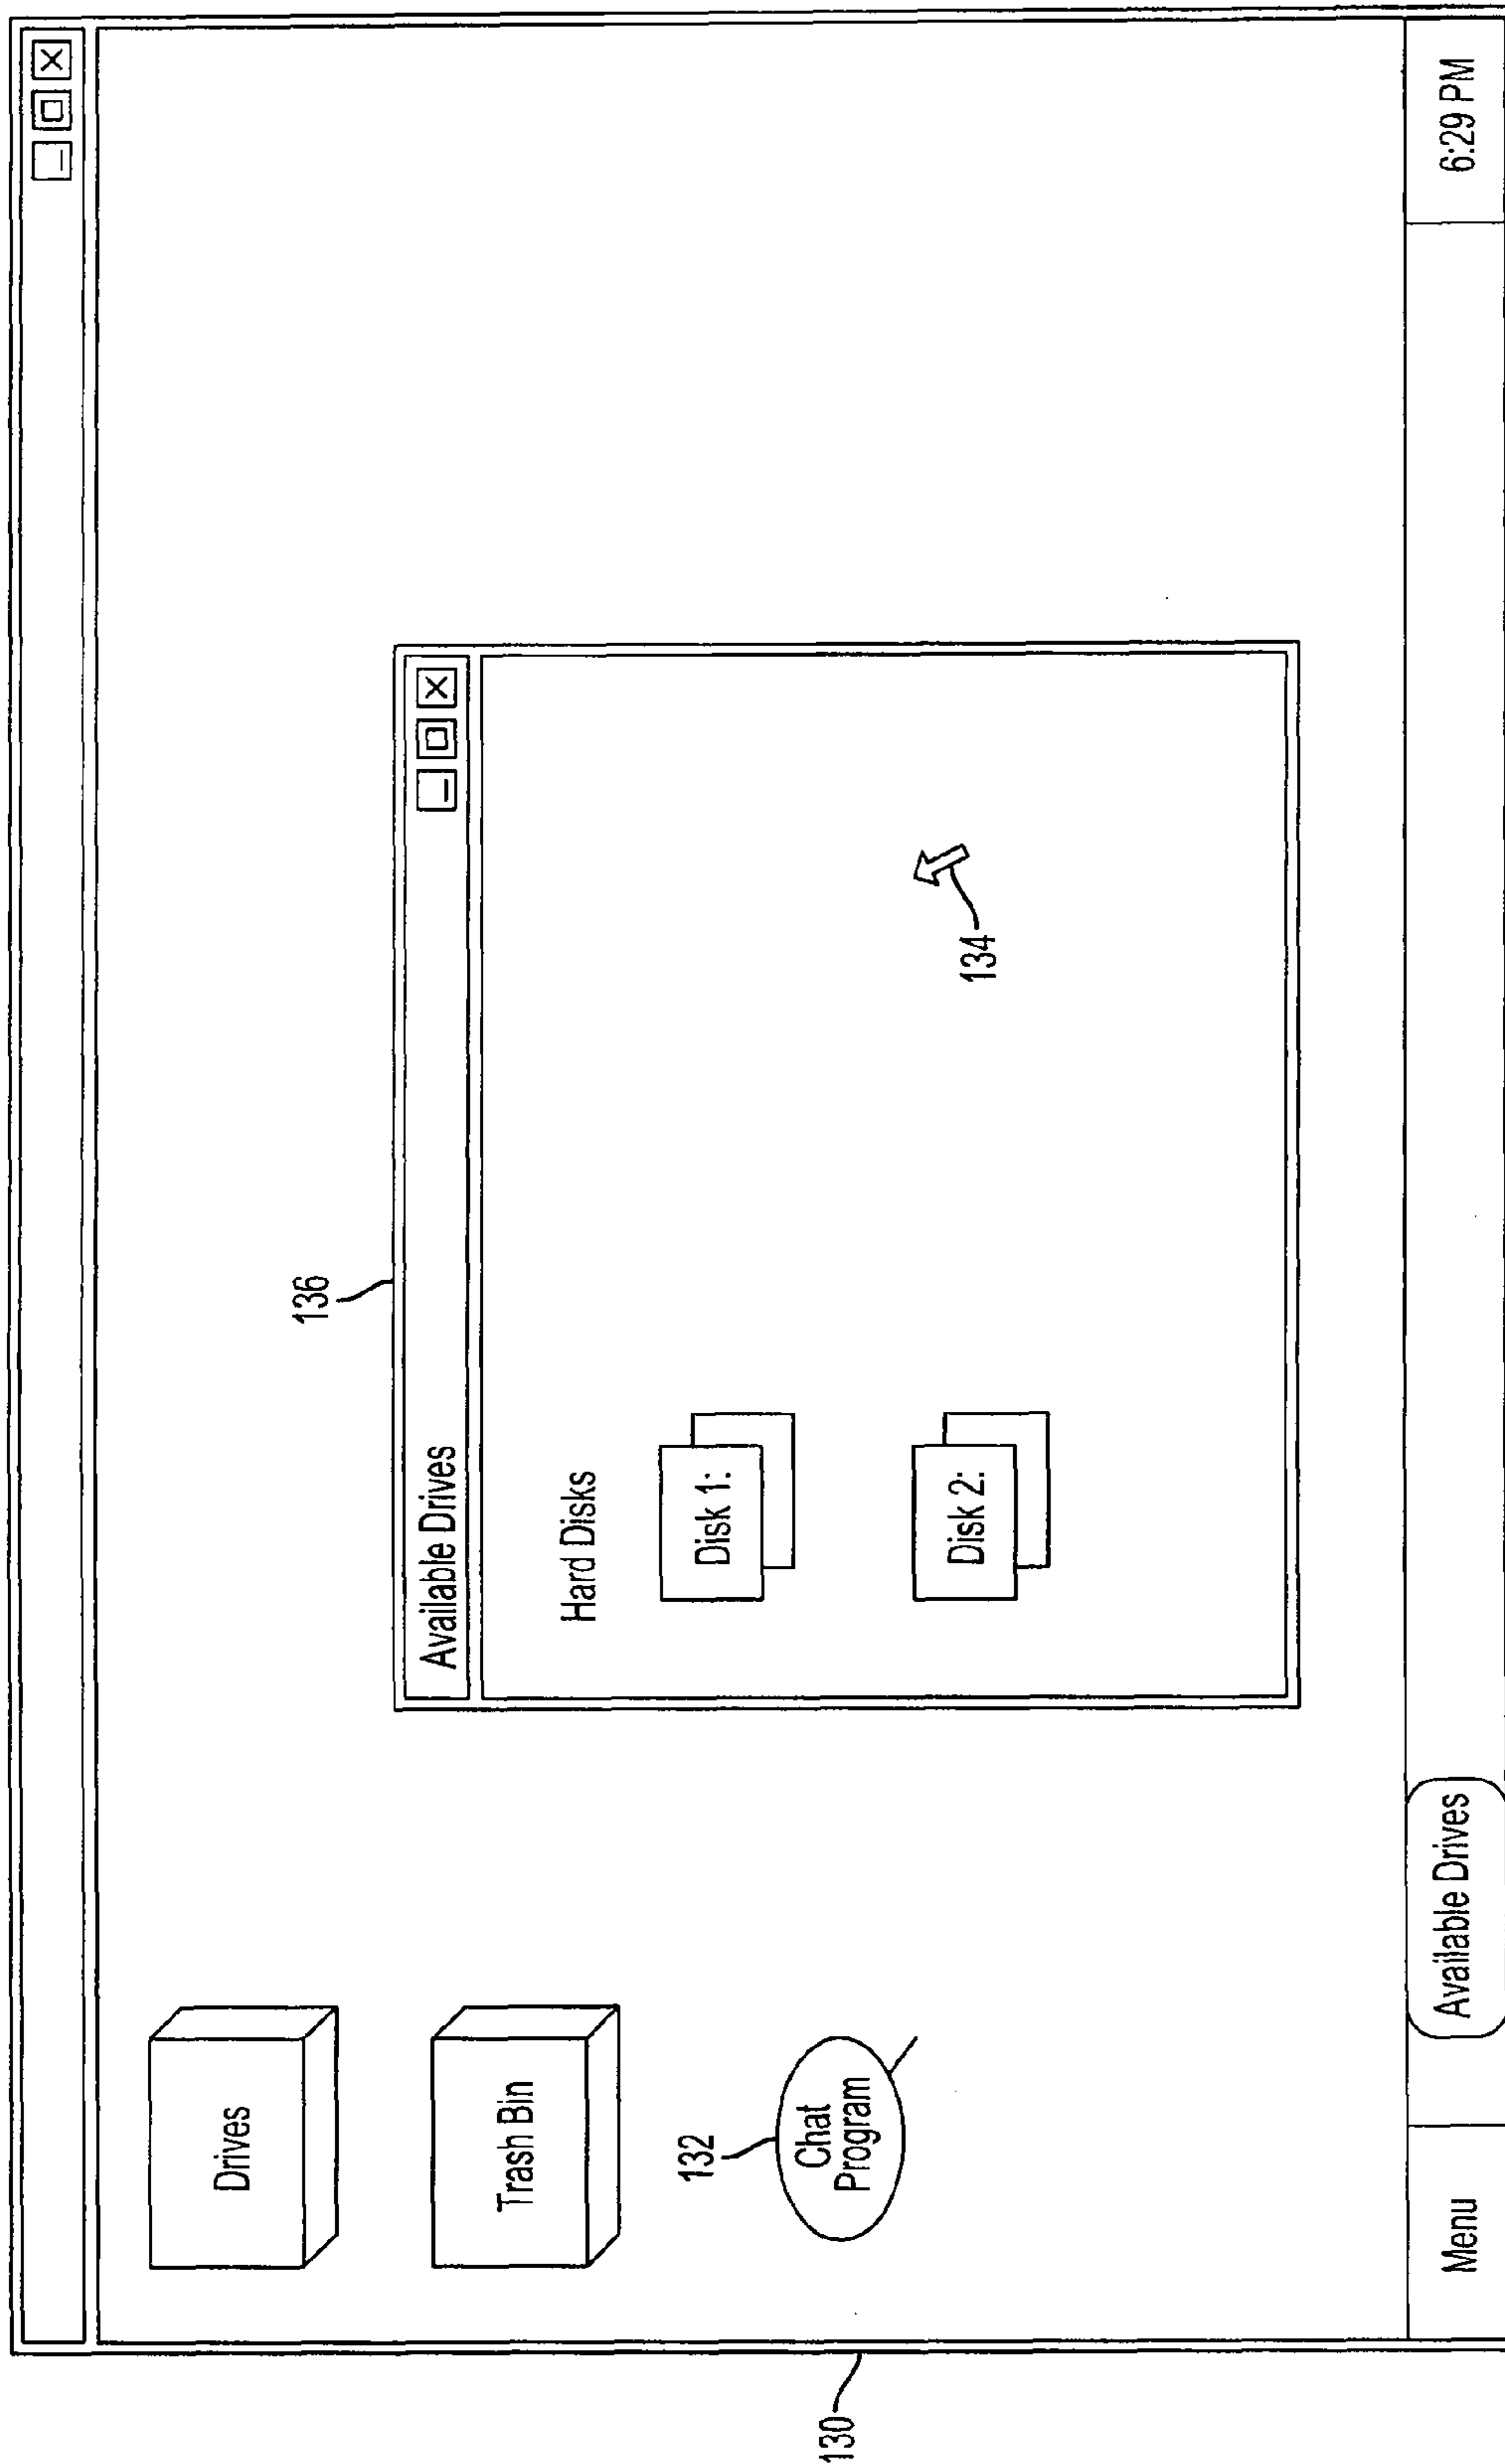 136
Drives
Available Drives
Hard Disks
Trash Bin
Disk 1:
132
Chat
Program
Disk 2:
134
130
Menu
Available Drives
6:29 PM